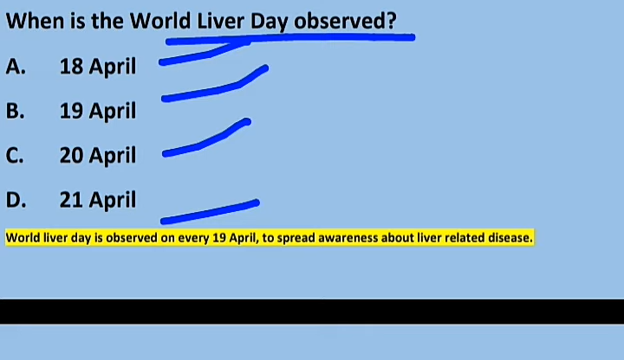 When is the World Liver Day observed?
A. 18 April
B. 19 April
C. 20 April
D. 21 April
World liver day is observed on every 19 April, to spread awareness about liver related disease.